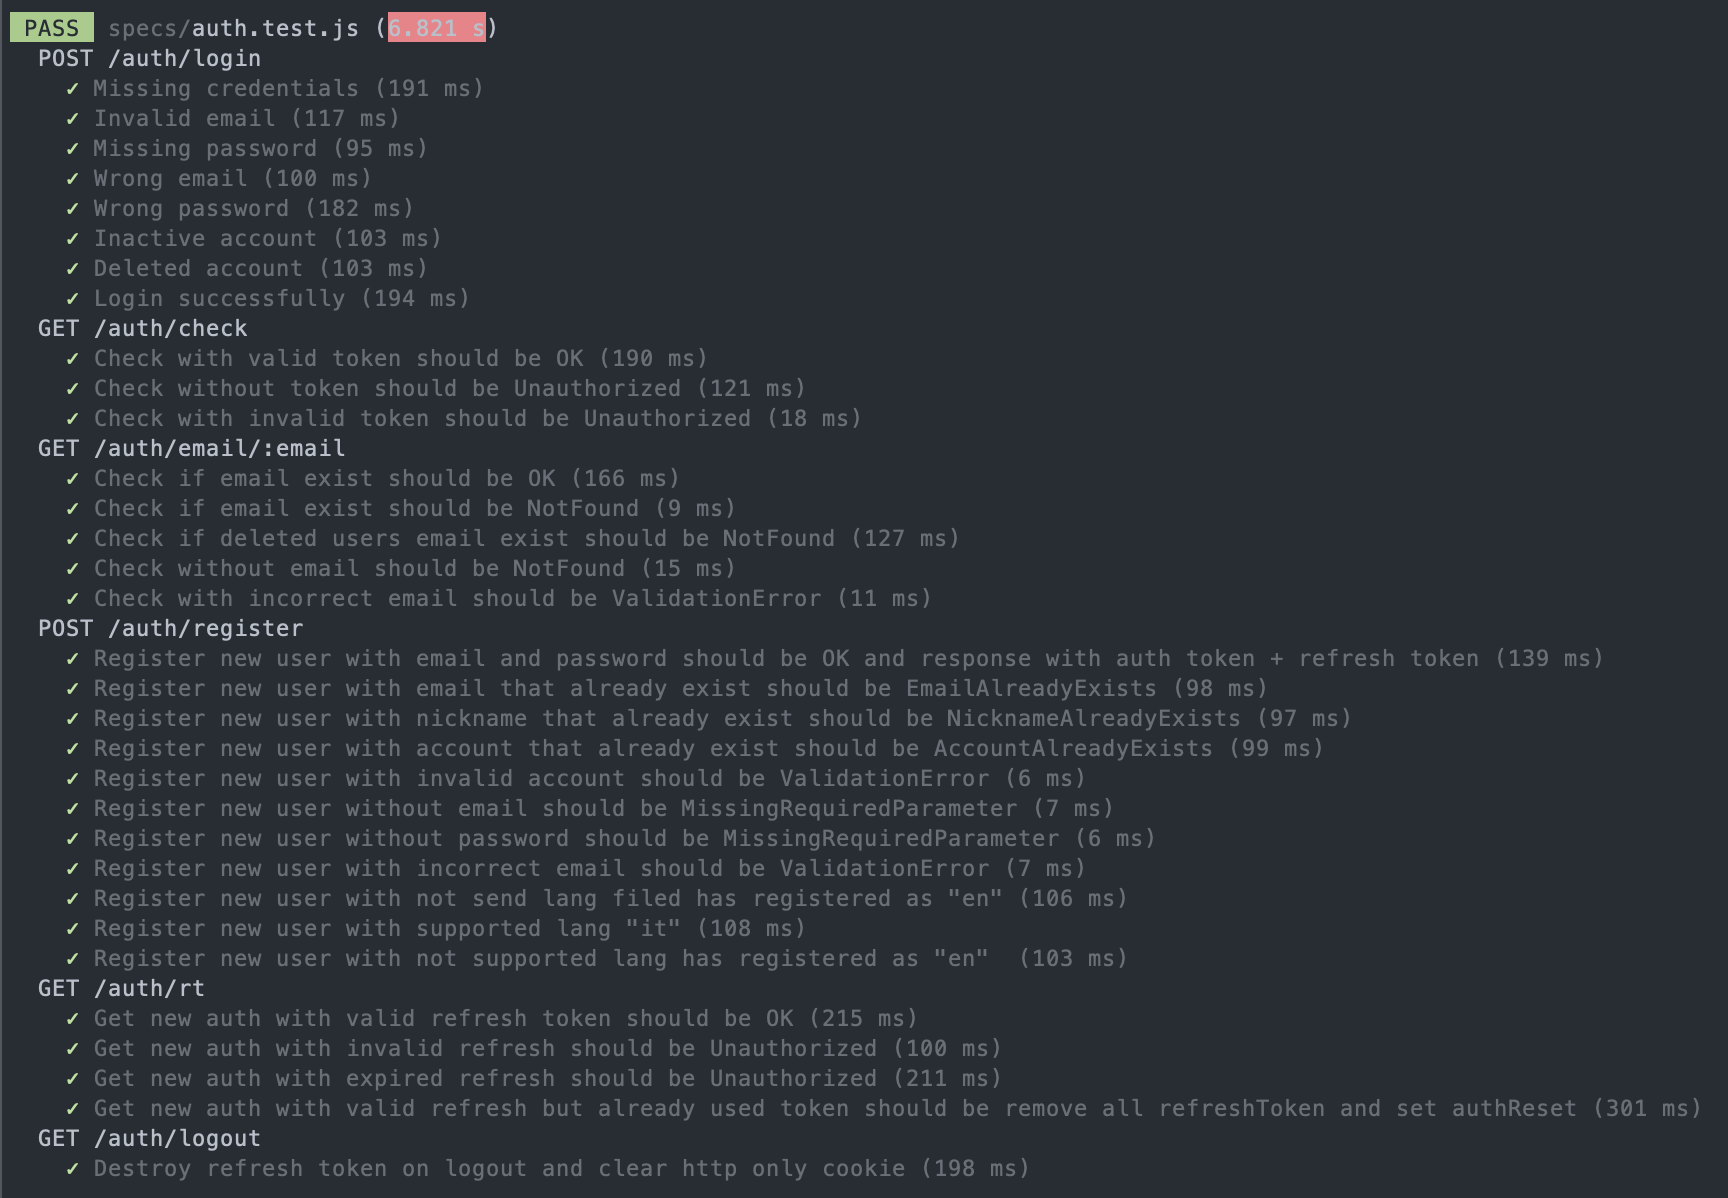 PASS specs/auth.test.js (6.821 s)
POST /auth/login
✓ Missing credentials (191 ms)
✓ Invalid email (117 ms)
✓ Missing password (95 ms)
✓ Wrong email (100 ms)
✓ Wrong password (182 ms)
✓ Inactive account (103 ms)
✓ Deleted account (103 ms)
✓ Login successfully (194 ms)
GET /auth/check
✓ Check with valid token should be OK (190 ms)
✓ Check without token should be Unauthorized (121 ms)
✓ Check with invalid token should be Unauthorized (18 ms)
GET /auth/email/:email
✓ Check if email exist should be OK (166 ms)
✓ Check if email exist should be NotFound (9 ms)
✓ Check if deleted users email exist should be NotFound (127 ms)
✓ Check without email should be NotFound (15 ms)
✓ Check with incorrect email should be ValidationError (11 ms)
POST /auth/register
✓ Register new user with email and password should be OK and response with auth token + refresh token (139 ms)
✓ Register new user with email that already exist should be EmailAlreadyExists (98 ms)
✓ Register new user with nickname that already exist should be NicknameAlreadyExists (97 ms)
✓ Register new user with account that already exist should be AccountAlreadyExists (99 ms)
✓ Register new user with invalid account should be ValidationError (6 ms)
✓ Register new user without email should be MissingRequiredParameter (7 ms)
✓ Register new user without password should be MissingRequiredParameter (6 ms)
✓ Register new user with incorrect email should be ValidationError (7 ms)
✓ Register new user with not send lang filed has registered as "en" (106 ms)
✓ Register new user with supported lang "it" (108 ms)
✓ Register new user with not supported lang has registered as "en"  (103 ms)
GET /auth/rt
✓ Get new auth with valid refresh token should be OK (215 ms)
✓ Get new auth with invalid refresh should be Unauthorized (100 ms)
✓ Get new auth with expired refresh should be Unauthorized (211 ms)
✓ Get new auth with valid refresh but already used token should be remove all refreshToken and set authReset (301 ms)
GET /auth/logout
✓ Destroy refresh token on logout and clear http only cookie (198 ms)